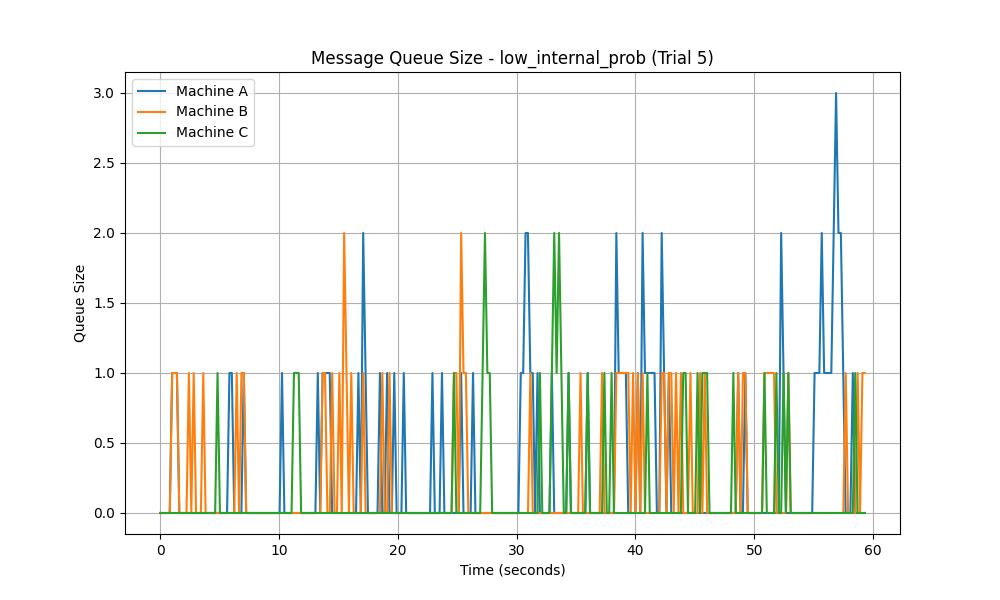 Message Queue Size - low_internal_prob (Trial 5)
Machine A
Machine B
Machine C
3.0
2.5
2.0
1.5
1.0
0.5
0.0
Queue Size
0 10 20 30 40 50 60
Time (seconds)